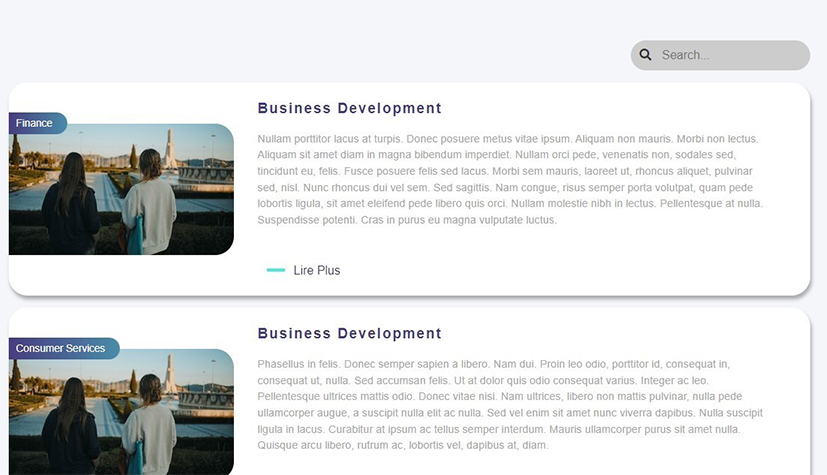 Search...
Finance
Business Development
Nullam porttitor lacus at turpis. Donec posuere metus vitae ipsum. Aliquam non mauris. Morbi non lectus.
Aliquam sit amet diam in magna bibendum imperdiet. Nullam orci pede, venenatis non, sodales sed,
tincidunt eu, felis. Fusce posuere felis sed lacus. Morbi sem mauris, laoreet ut, rhoncus aliquet, pulvinar
sed, nisl. Nunc rhoncus dui vel sem. Sed sagittis. Nam congue, risus semper porta volutpat, quam pede
lobortis ligula, sit amet eleifend pede libero quis orci. Nullam molestie nibh in lectus. Pellentesque at nulla.
Suspendisse potenti. Cras in purus eu magna vulputate luctus.
Lire Plus
Consumer Services
Business Development
Phasellus in felis. Donec semper sapien a libero. Nam dui. Proin leo odio, porttitor id, consequat in,
consequat ut, nulla. Sed accumsan felis. Ut at dolor quis odio consequat varius. Integer ac leo.
Pellentesque ultrices mattis odio. Donec vitae nisi. Nam ultrices, libero non mattis pulvinar, nulla pede
ullamcorper augue, a suscipit nulla elit ac nulla. Sed vel enim sit amet nunc viverra dapibus. Nulla suscipit
ligula in lacus. Curabitur at ipsum ac tellus semper interdum. Mauris ullamcorper purus sit amet nulla.
Quisque arcu libero, rutrum ac, lobortis vel, dapibus at, diam.